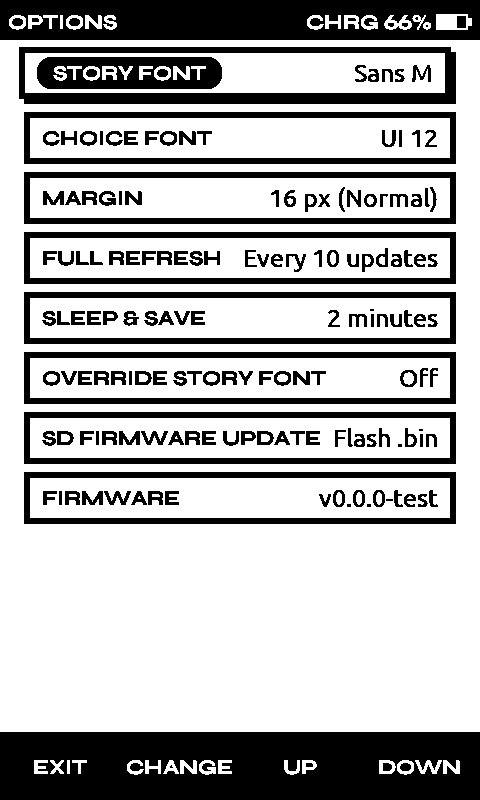 OPTIONS CHRG 66%
STORY FONT Sans M
CHOICE FONT UI 12
MARGIN 16 px (Normal)
FULL REFRESH Every 10 updates
SLEEP & SAVE 2 minutes
OVERRIDE STORY FONT Off
SD FIRMWARE UPDATE Flash .bin
FIRMWARE v0.0.0-test
EXIT CHANGE UP DOWN